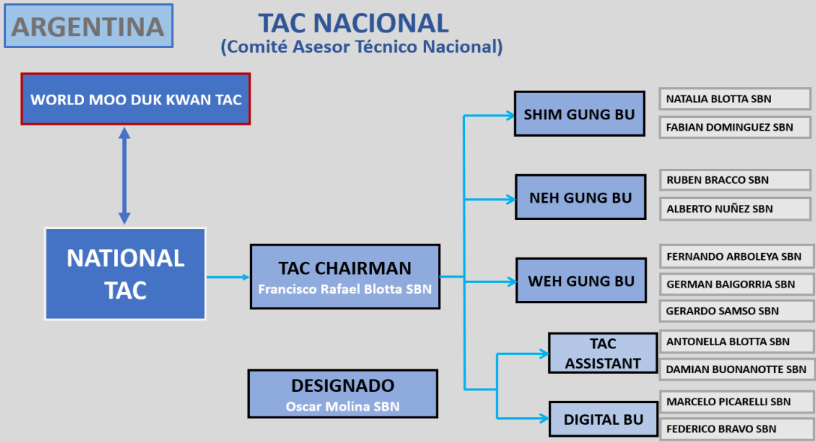 ARGENTINA
TAC NACIONAL
(Comité Asesor Técnico Nacional)
WORLD MOO DUK KWAN TAC
NATIONAL
TAC
TAC CHAIRMAN
Francisco Rafael Blotta SBN
DESIGNADO
Oscar Molina SBN
SHIM GUNG BU
NATALIA BLOTTA SBN
FABIAN DOMINGUEZ SBN
NEH GUNG BU
RUBEN BRACCO SBN
ALBERTO NUÑEZ SBN
WEH GUNG BU
FERNANDO ARBOLEYA SBN
GERMAN BAIGORRIA SBN
GERARDO SAMSO SBN
TAC
ASSISTANT
ANTONELLA BLOTTA SBN
DAMIAN BUONANOTTE SBN
DIGITAL BU
MARCELO PICARELLI SBN
FEDERICO BRAVO SBN